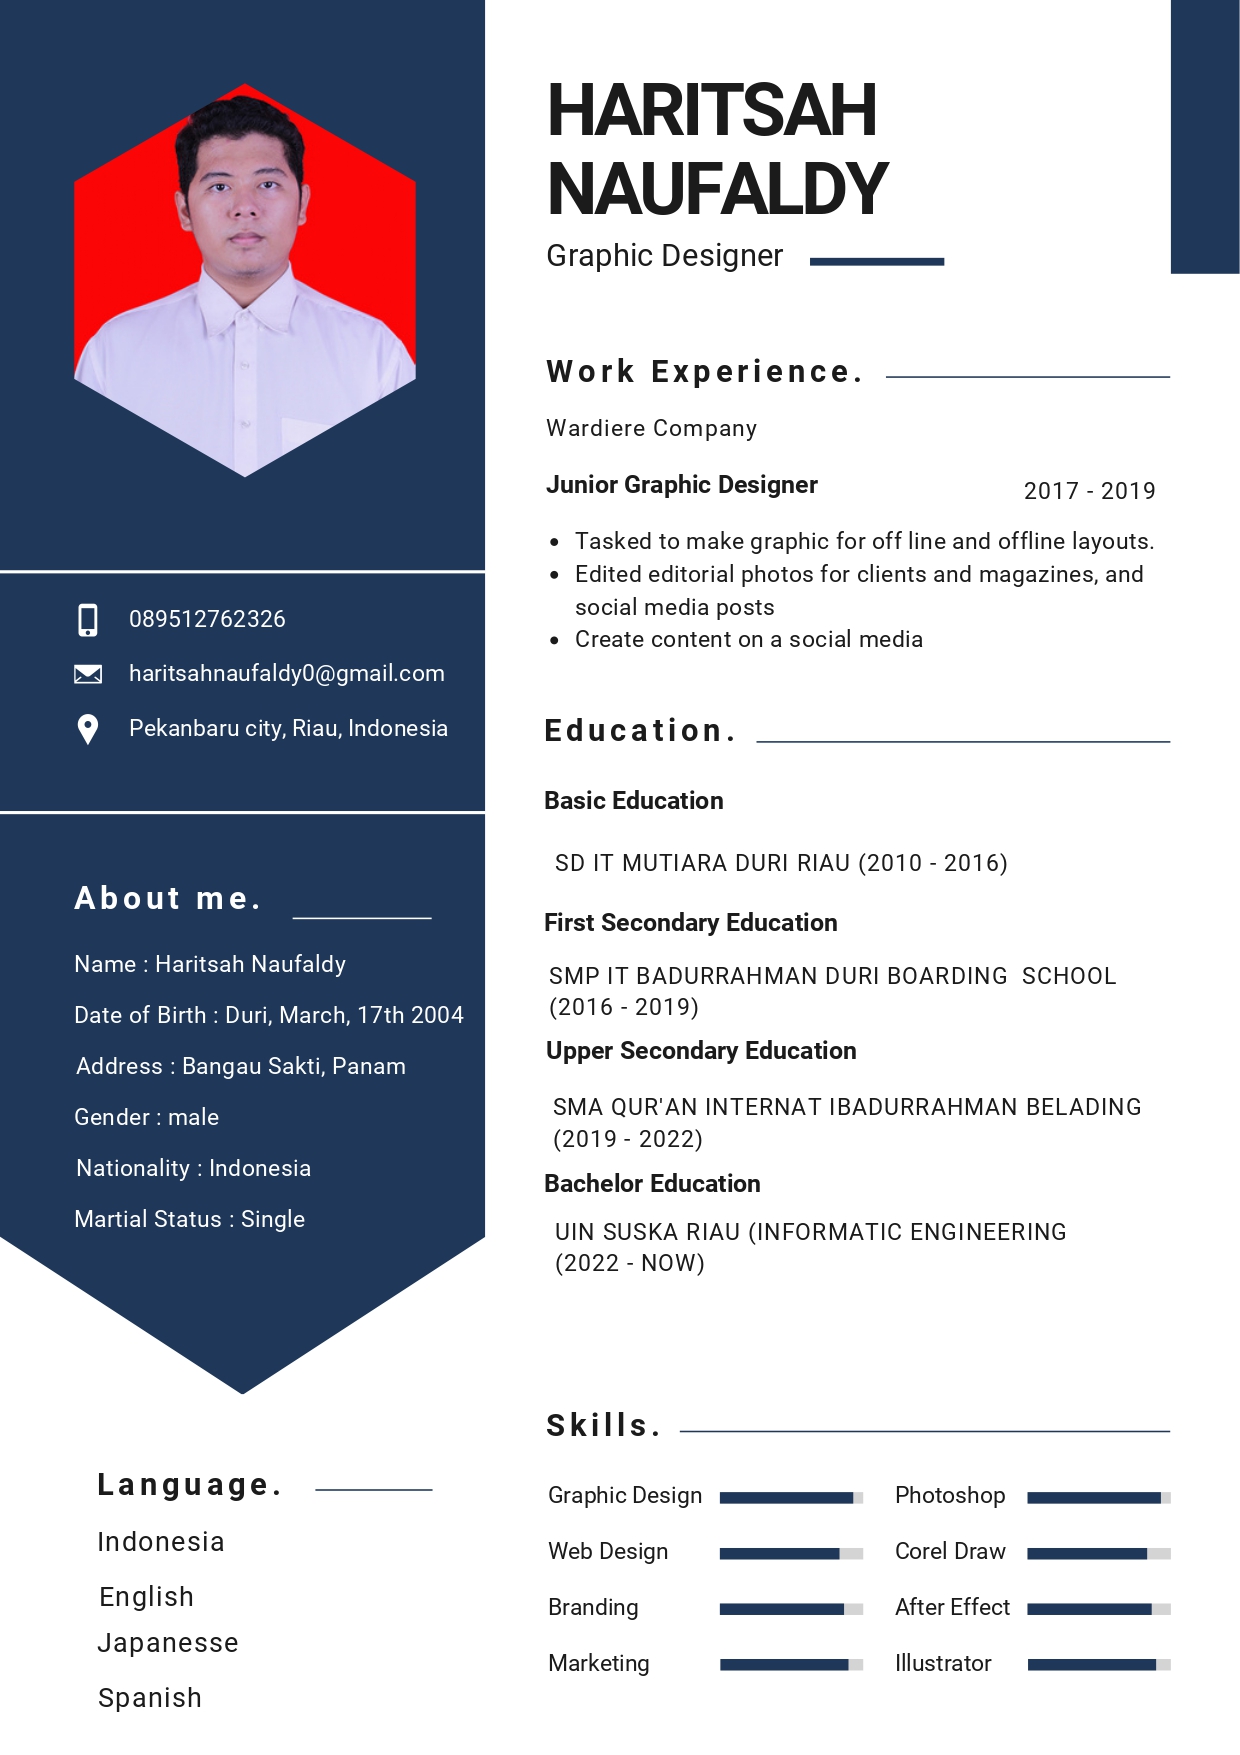 HARITSAH
NAUFALDY
Graphic Designer
089512762326
haritsahnaufaldy0@gmail.com
Pekanbaru city, Riau, Indonesia
About me.
Name : Haritsah Naufaldy
Date of Birth : Duri, March, 17th 2004
Address : Bangau Sakti, Panam
Gender : male
Nationality : Indonesia
Martial Status : Single
Language.
Indonesia
English
Japanesse
Spanish
Work Experience.
Wardiere Company
Junior Graphic Designer
2017 - 2019
• Tasked to make graphic for off line and offline layouts.
• Edited editorial photos for clients and magazines, and
social media posts
• Create content on a social media
Education.
Basic Education
SD IT MUTIARA DURI RIAU (2010 - 2016)
First Secondary Education
SMP IT BADURRAHMAN DURI BOARDING SCHOOL
(2016 - 2019)
Upper Secondary Education
SMA QUR'AN INTERNAT IBADURRAHMAN BELADING
(2019 - 2022)
Bachelor Education
UIN SUSKA RIAU (INFORMATIC ENGINEERING
(2022 - NOW)
Skills.
Graphic Design
Web Design
Branding
Marketing
Photoshop
Corel Draw
After Effect
Illustrator